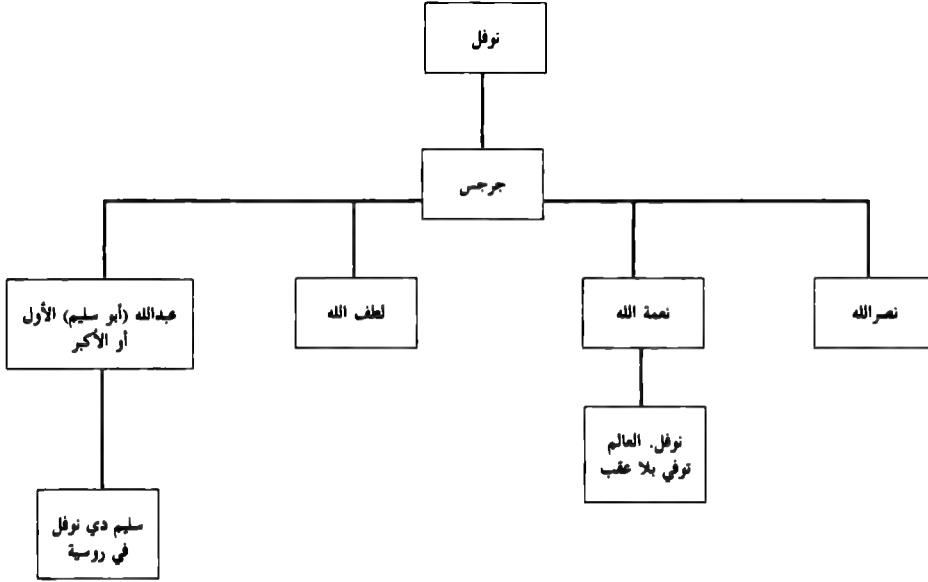 نوفل
جرجس
نصرالله
نعمة الله
لطف الله
عبدالله (أبو سليم) الأول
أو الأكبر
نوفل. العالم
توفي بلا عقب
سليم دي نوفل
في روسية